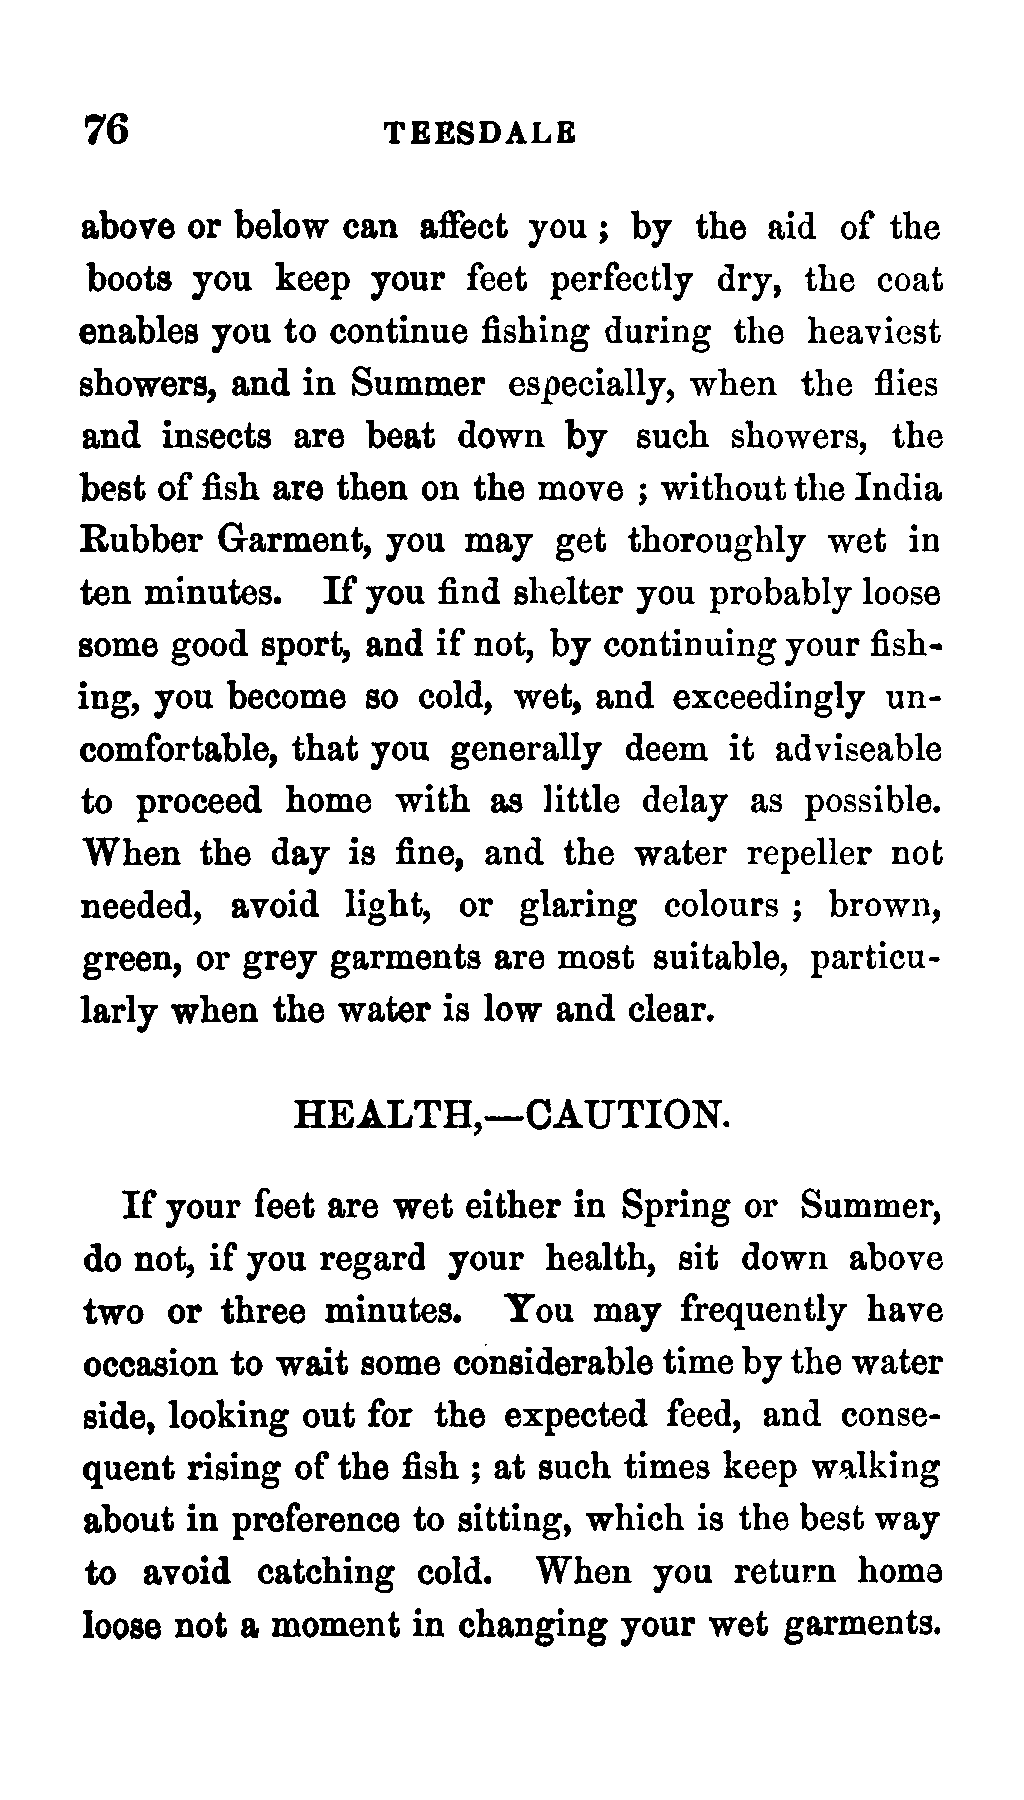 76 TEESDALE
above or below can affect you ; by the aid of the
boots you keep your feet perfectly dry, the coat
enables you to continue fishing during the heaviest
showers, and in Summer especially, when the flies
and insects are beat down by such showers, the
best of fish are then on the move ; without the India
Rubber Garment, you may get thoroughly wet in
ten minutes. If you find shelter you probably loose
some good sport, and if not, by continuing your fish-
ing, you become so cold, wet, and exceedingly un-
comfortable, that you generally deem it adviseable
to proceed home with as little delay as possible.
When the day is fine, and the water repeller not
needed, avoid light, or glaring colours ; brown,
green, or grey garments are most suitable, particu-
larly when the water is low and clear.
HEALTH,—CAUTION.
If your feet are wet either in Spring or Summer,
do not, if you regard your health, sit down above
two or three minutes. You may frequently have
occasion to wait some considerable time by the water
side, looking out for the expected feed, and conse-
quent rising of the fish ; at such times keep walking
about in preference to sitting, which is the best way
to avoid catching cold. When you return home
loose not a moment in changing your wet garments.